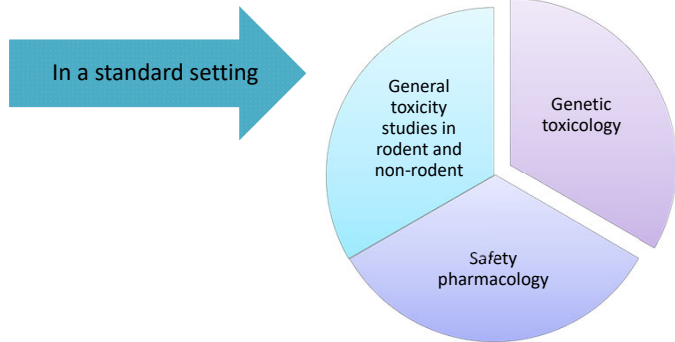 In a standard setting
General
toxicity
studies in
rodent and
non-rodent
Genetic
toxicology
Safety
pharmacology